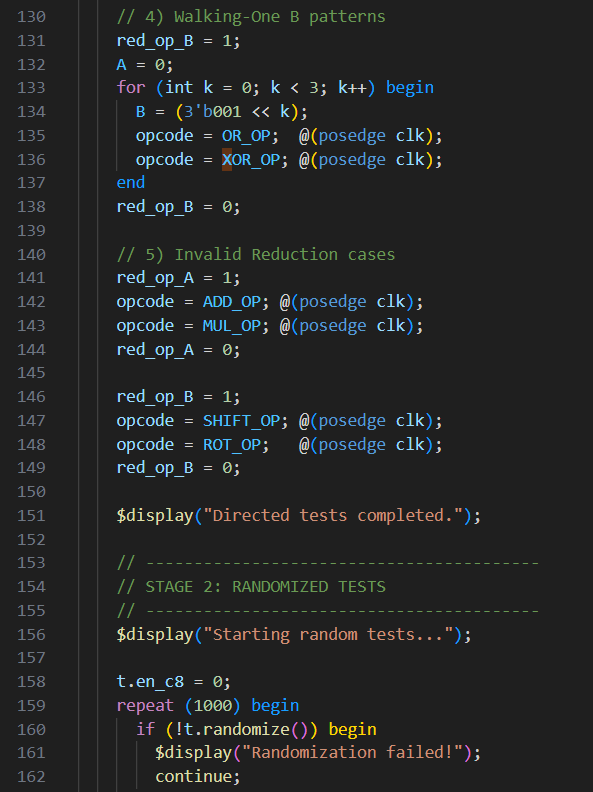 130 // 4) Walking-One B patterns
131 red_op_B = 1;
132 A = 0;
133 for (int k = 0; k < 3; k++) begin
134 B = (3'b001 << k);
135 opcode = OR_OP;  @(posedge clk);
136 opcode = XOR_OP; @(posedge clk);
137 end
138 red_op_B = 0;
139
140 // 5) Invalid Reduction cases
141 red_op_A = 1;
142 opcode = ADD_OP; @(posedge clk);
143 opcode = MUL_OP; @(posedge clk);
144 red_op_A = 0;
145
146 red_op_B = 1;
147 opcode = SHIFT_OP; @(posedge clk);
148 opcode = ROT_OP;   @(posedge clk);
149 red_op_B = 0;
150
151 $display("Directed tests completed.");
152
153 // ----------------------------------------
154 // STAGE 2: RANDOMIZED TESTS
155 // ----------------------------------------
156 $display("Starting random tests...");
157
158 t.en_c8 = 0;
159 repeat (1000) begin
160 if (!t.randomize()) begin
161 $display("Randomization failed!");
162 continue;